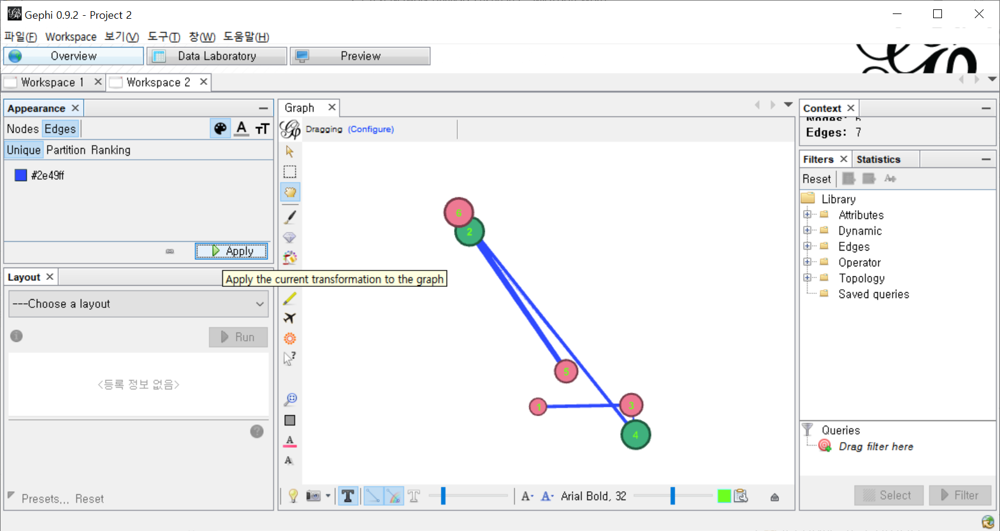 Gephi 0.9.2 - Project 2
파일(F) Workspace 보기(V) 도구(T) 창(W) 도움말(H)
Overview Data Laboratory Preview
Workspace 1 Workspace 2
Appearance
Nodes Edges A тT
Unique Partition Ranking
#2e49ff
Apply
Apply the current transformation to the graph
Layout
---Choose a layout
Run
<등록 정보 없음>
?
Presets... Reset
Graph
Dragging (Configure)
6
2
5
1
3
4
A
A
T T A A Arial Bold, 32
Context
Nodes: 6
Edges: 7
Filters Statistics
Reset
Library
Attributes
Dynamic
Edges
Operator
Topology
Saved queries
Queries
Drag filter here
Select Filter